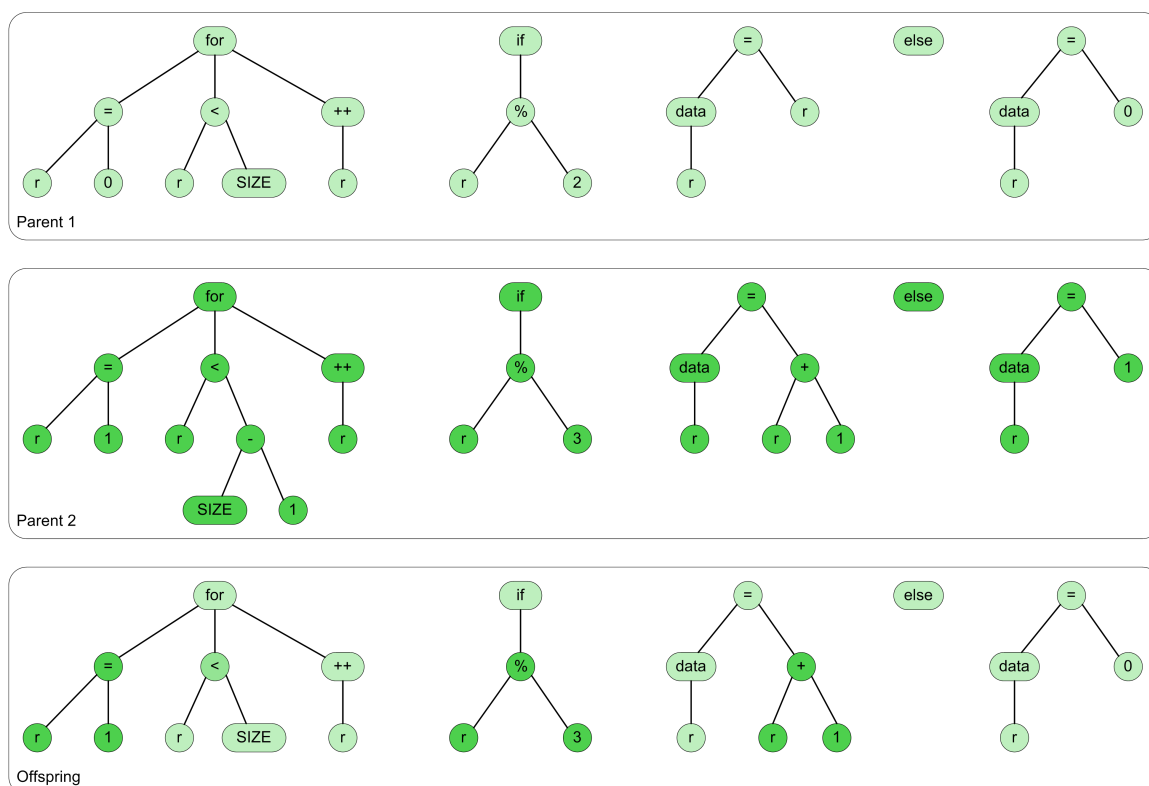 for if = else =
= < ++ % data r data 0
r 0 r SIZE r r 2 r r
Parent 1
for if = else =
= < ++ % data + data 1
r 1 r - r r 3 r r 1 r
SIZE 1
Parent 2
for if = else =
= < ++ % data + data 0
r 1 r SIZE r r 3 r r 1 r
Offspring